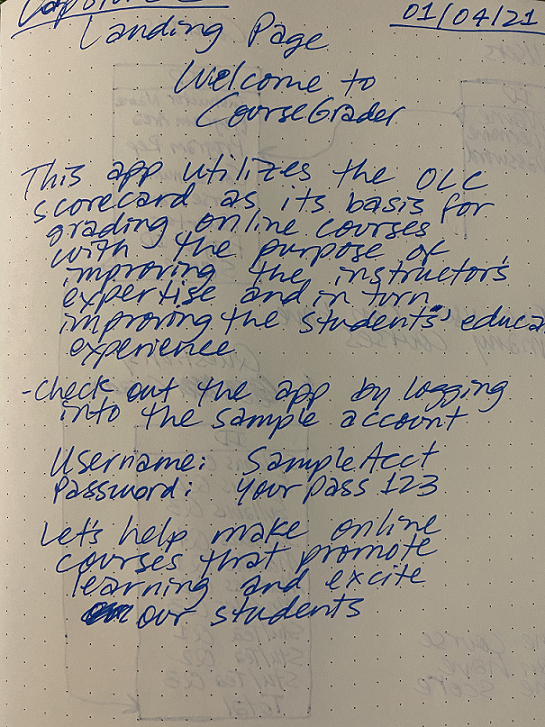 01/04/21
Landing Page
Welcome to
CourseGrader
This app utilizes the OLC
scorecard as its basis for
grading online courses
with the purpose of
improving the instructor's
expertise and in turn
improving the students' educa
experience
-Check out the app by logging
into the sample account
Username: SampleAcct
Password: YourPass123
Let's help make online
courses that promote
learning and excite
our students